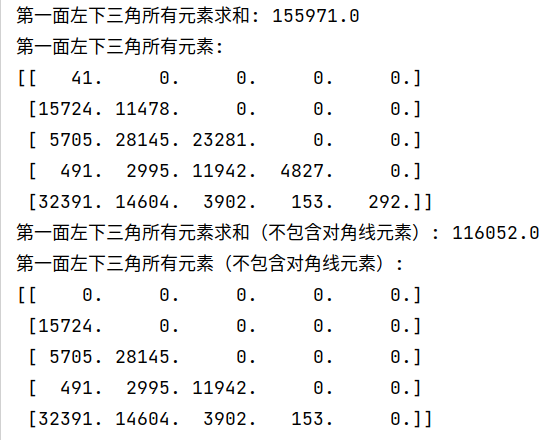 第一面左下三角所有元素求和: 155971.0
第一面左下三角所有元素:
[[   41.     0.     0.     0.     0.]
 [15724. 11478.     0.     0.     0.]
 [ 5705. 28145. 23281.     0.     0.]
 [  491.  2995. 11942.  4827.     0.]
 [32391. 14604.  3902.   153.   292.]]
第一面左下三角所有元素求和（不包含对角线元素）: 116052.0
第一面左下三角所有元素（不包含对角线元素）:
[[    0.     0.     0.     0.     0.]
 [15724.     0.     0.     0.     0.]
 [ 5705. 28145.     0.     0.     0.]
 [  491.  2995. 11942.     0.     0.]
 [32391. 14604.  3902.   153.     0.]]